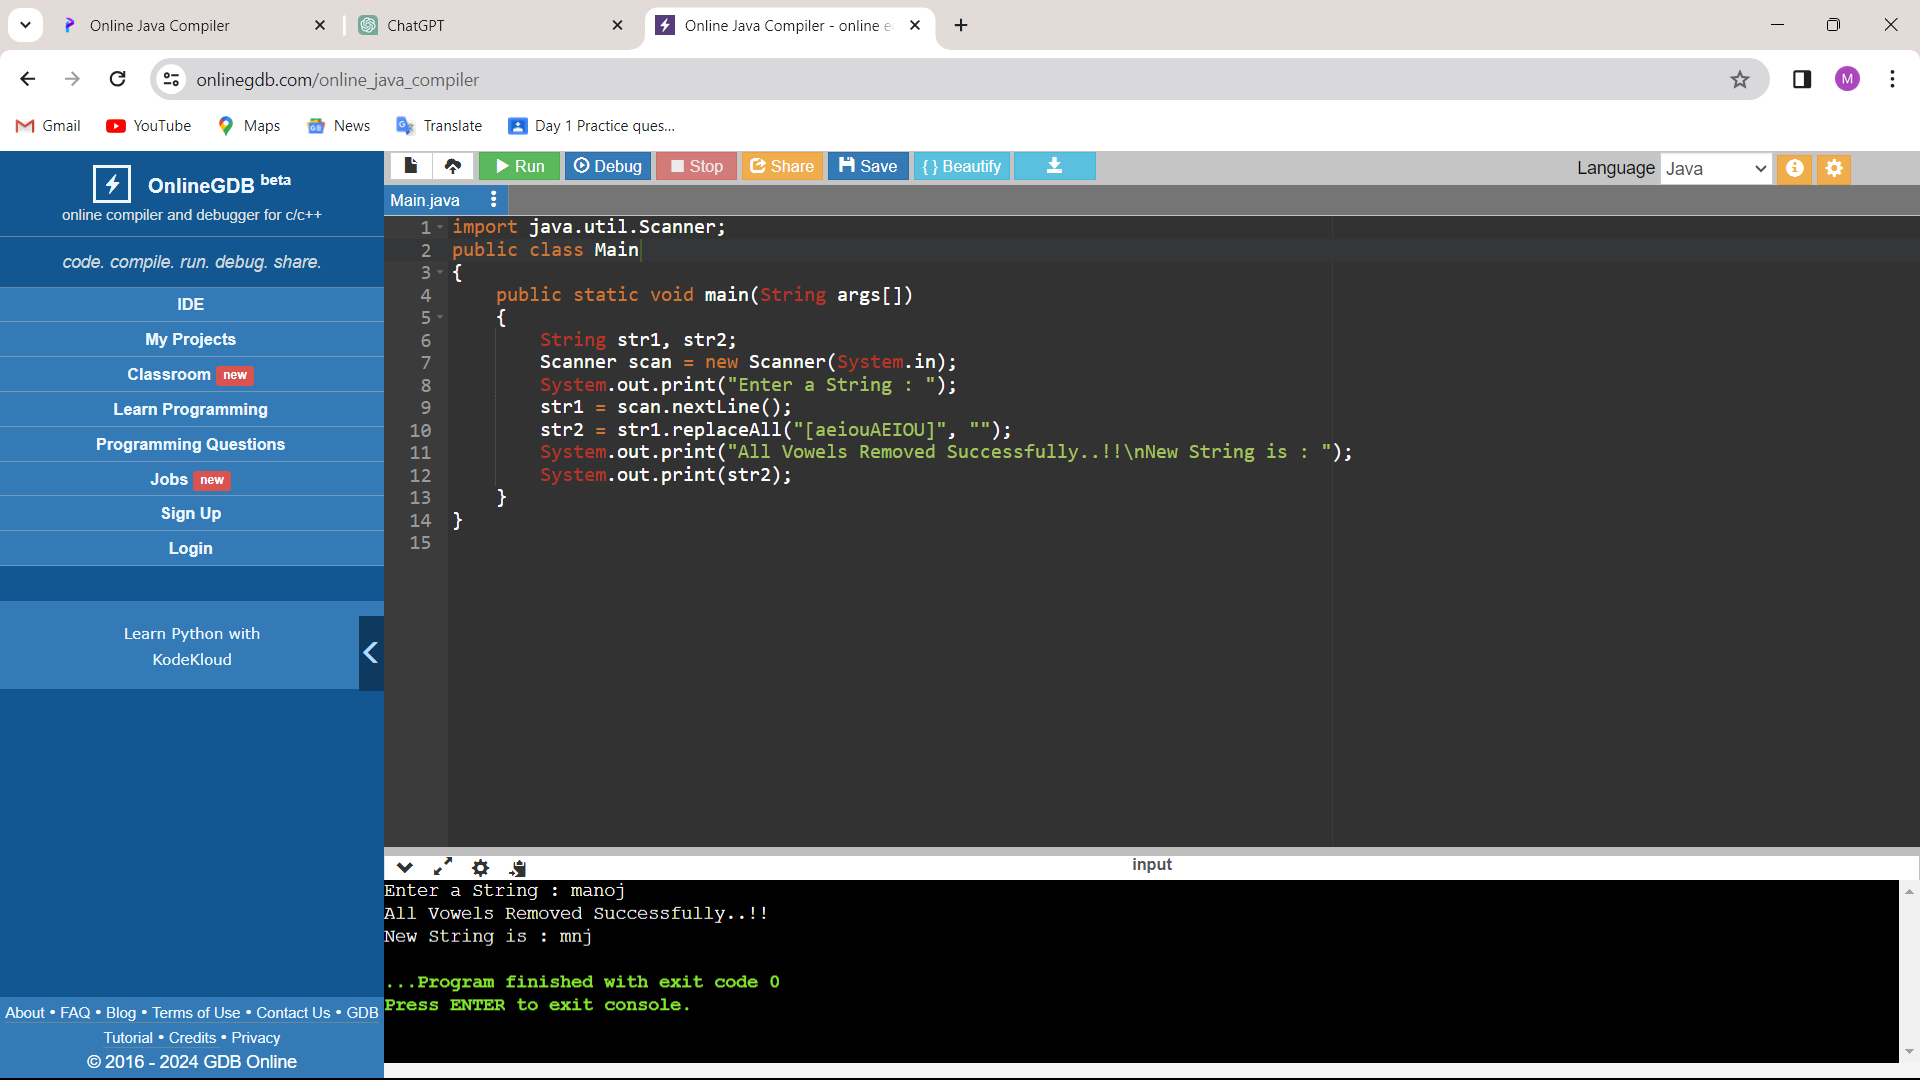 Online Java Compiler
ChatGPT
Online Java Compiler - online e
onlinegdb.com/online_java_compiler
M
Gmail
YouTube
Maps
News
Translate
Day 1 Practice ques...
OnlineGDB beta
online compiler and debugger for c/c++
code. compile. run. debug. share.
IDE
My Projects
Classroom new
Learn Programming
Programming Questions
Jobs new
Sign Up
Login
Learn Python with
KodeKloud
About • FAQ • Blog • Terms of Use • Contact Us • GDB
Tutorial • Credits • Privacy
© 2016 - 2024 GDB Online
Run Debug Stop Share Save { } Beautify
Language Java
Main.java
1 import java.util.Scanner;
2 public class Main
3 {
4     public static void main(String args[])
5     {
6         String str1, str2;
7         Scanner scan = new Scanner(System.in);
8         System.out.print("Enter a String : ");
9         str1 = scan.nextLine();
10         str2 = str1.replaceAll("[aeiouAEIOU]", "");
11         System.out.print("All Vowels Removed Successfully..!!\nNew String is : ");
12         System.out.print(str2);
13     }
14 }
15
input
Enter a String : manoj
All Vowels Removed Successfully..!!
New String is : mnj
...Program finished with exit code 0
Press ENTER to exit console.